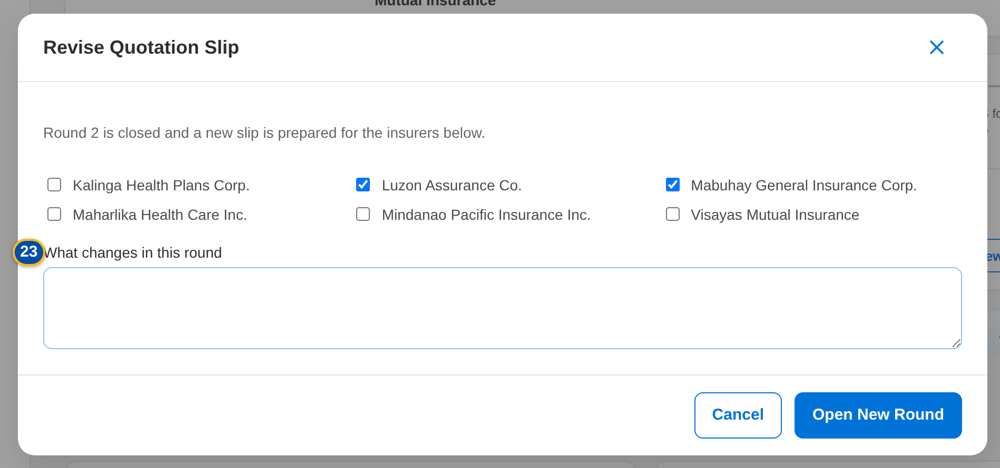 Mutual Insurance
Revise Quotation Slip
Round 2 is closed and a new slip is prepared for the insurers below.
Kalinga Health Plans Corp.
Luzon Assurance Co.
Mabuhay General Insurance Corp.
Maharlika Health Care Inc.
Mindanao Pacific Insurance Inc.
Visayas Mutual Insurance
23 What changes in this round
Cancel
Open New Round